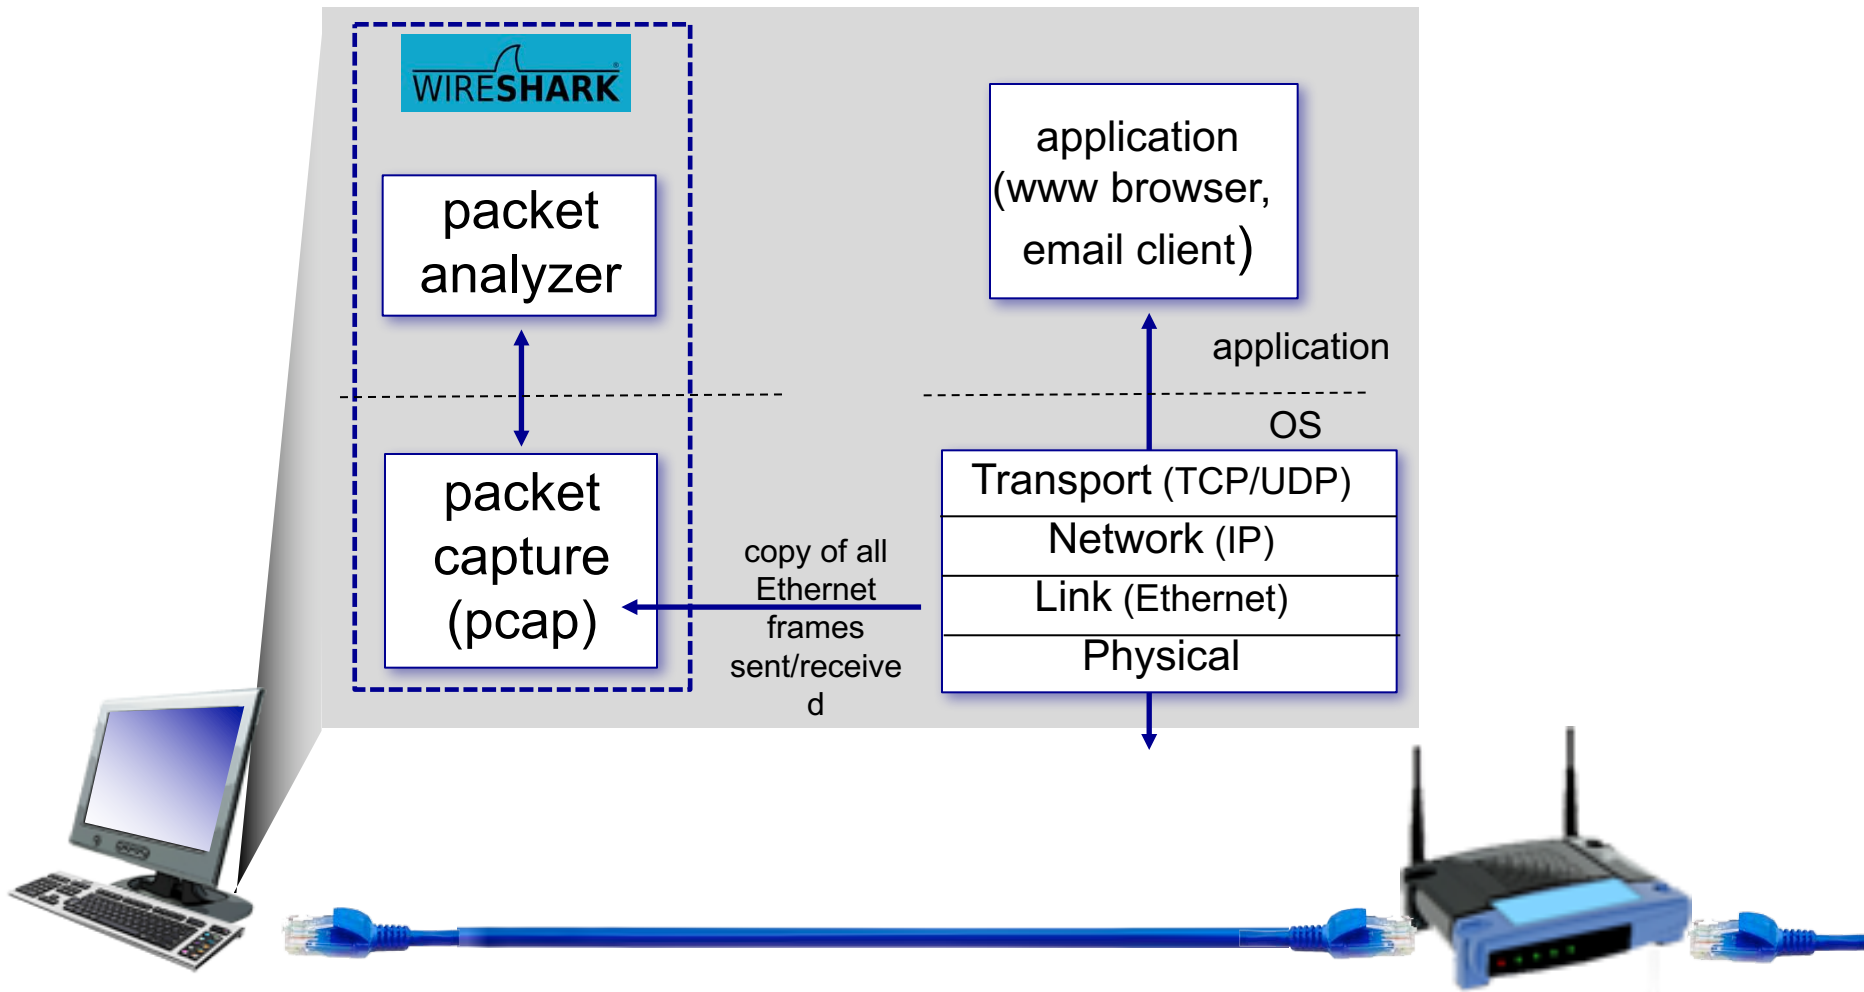 WIRESHARK
packet
analyzer
packet
capture
(pcap)
copy of all
Ethernet
frames
sent/receive
d
application
(www browser,
email client)
application
OS
Transport (TCP/UDP)
Network (IP)
Link (Ethernet)
Physical